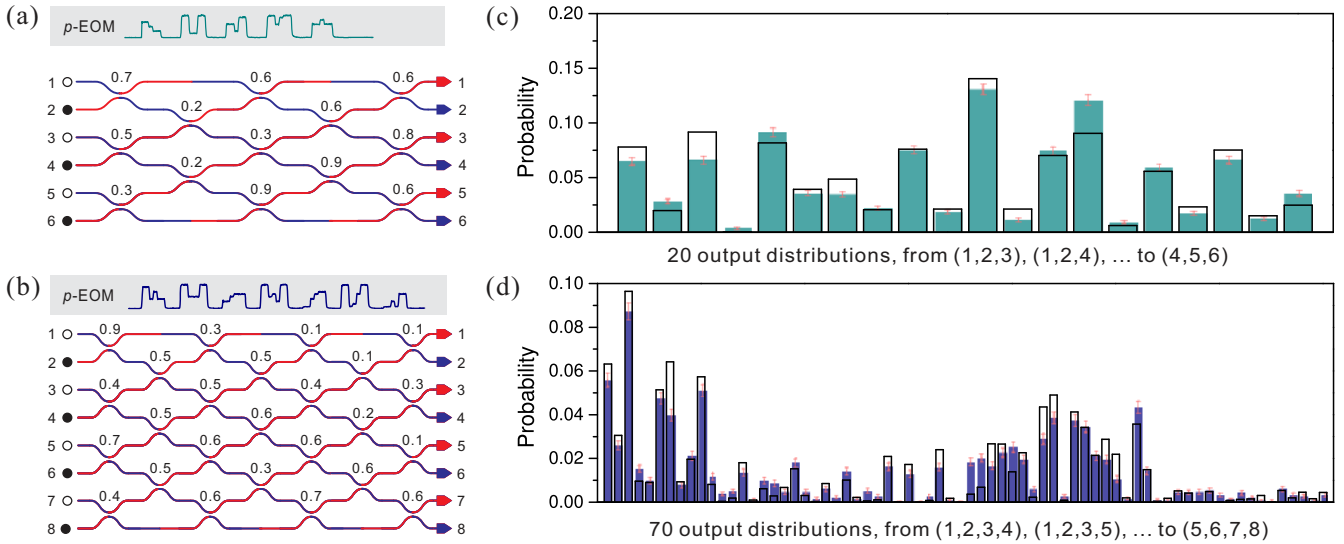 (a)
p-EOM
0.7 0.6 0.6
1 1
0.2 0.6
2 2
0.5 0.3 0.8
3 3
0.2 0.9
4 4
0.3 0.9 0.6
5 5
6 6
(c)
Probability
0.20
0.15
0.10
0.05
0.00
20 output distributions, from (1,2,3), (1,2,4), ... to (4,5,6)
(b)
p-EOM
0.9 0.3 0.1 0.1
1 1
0.5 0.5 0.1
2 2
0.4 0.5 0.4 0.3
3 3
0.5 0.6 0.2
4 4
0.7 0.6 0.6 0.1
5 5
0.5 0.3 0.6
6 6
0.4 0.6 0.7 0.6
7 7
8 8
(d)
Probability
0.10
0.08
0.06
0.04
0.02
0.00
70 output distributions, from (1,2,3,4), (1,2,3,5), ... to (5,6,7,8)